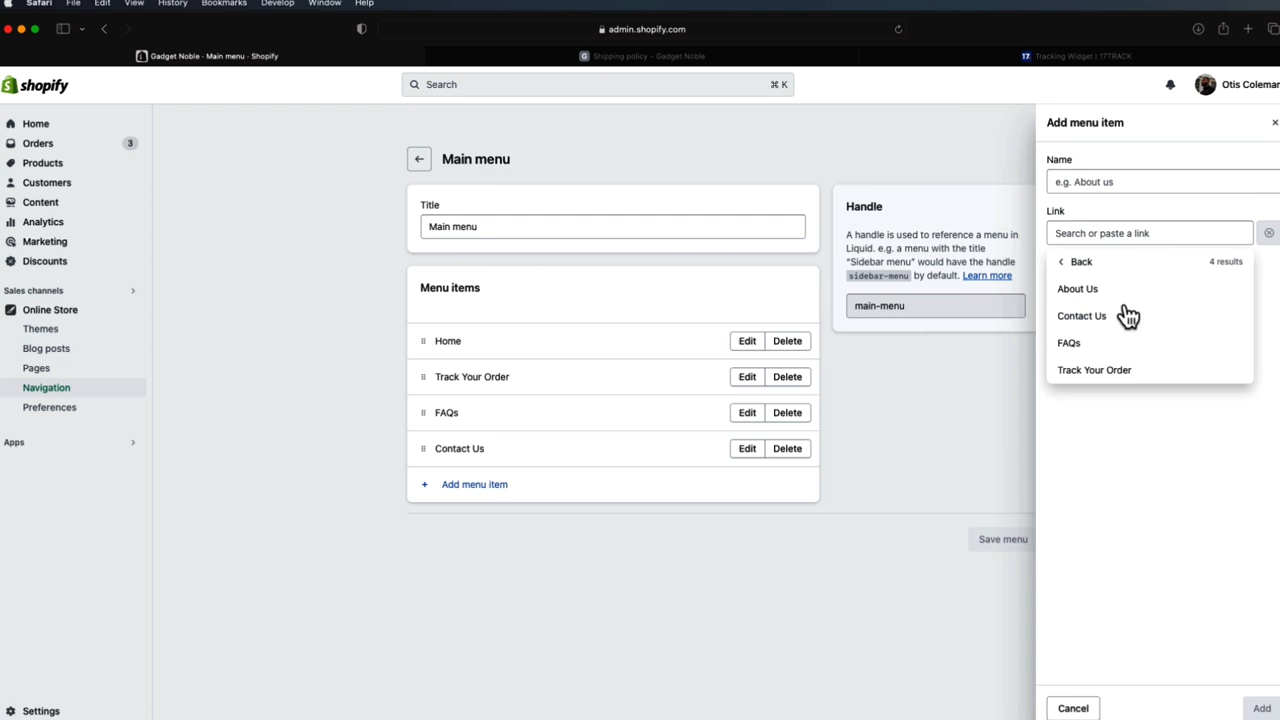 Safari File Edit View History Bookmarks Develop Window Help
admin.shopify.com
Gadget Noble - Main menu · Shopify
G Shipping policy – Gadget Noble
17 Tracking Widget | 17TRACK
shopify
Search
⌘ K
Otis Coleman
Home
Orders 3
Products
Customers
Content
Analytics
Marketing
Discounts
Sales channels
Online Store
Themes
Blog posts
Pages
Navigation
Preferences
Apps
Settings
Main menu
Title
Main menu
Menu items
Home Edit Delete
Track Your Order Edit Delete
FAQs Edit Delete
Contact Us Edit Delete
+ Add menu item
Handle
A handle is used to reference a menu in
Liquid. e.g. a menu with the title
“Sidebar menu” would have the handle
sidebar-menu by default. Learn more
main-menu
Save menu
Add menu item
Name
e.g. About us
Link
Search or paste a link
Back 4 results
About Us
Contact Us
FAQs
Track Your Order
Cancel
Add